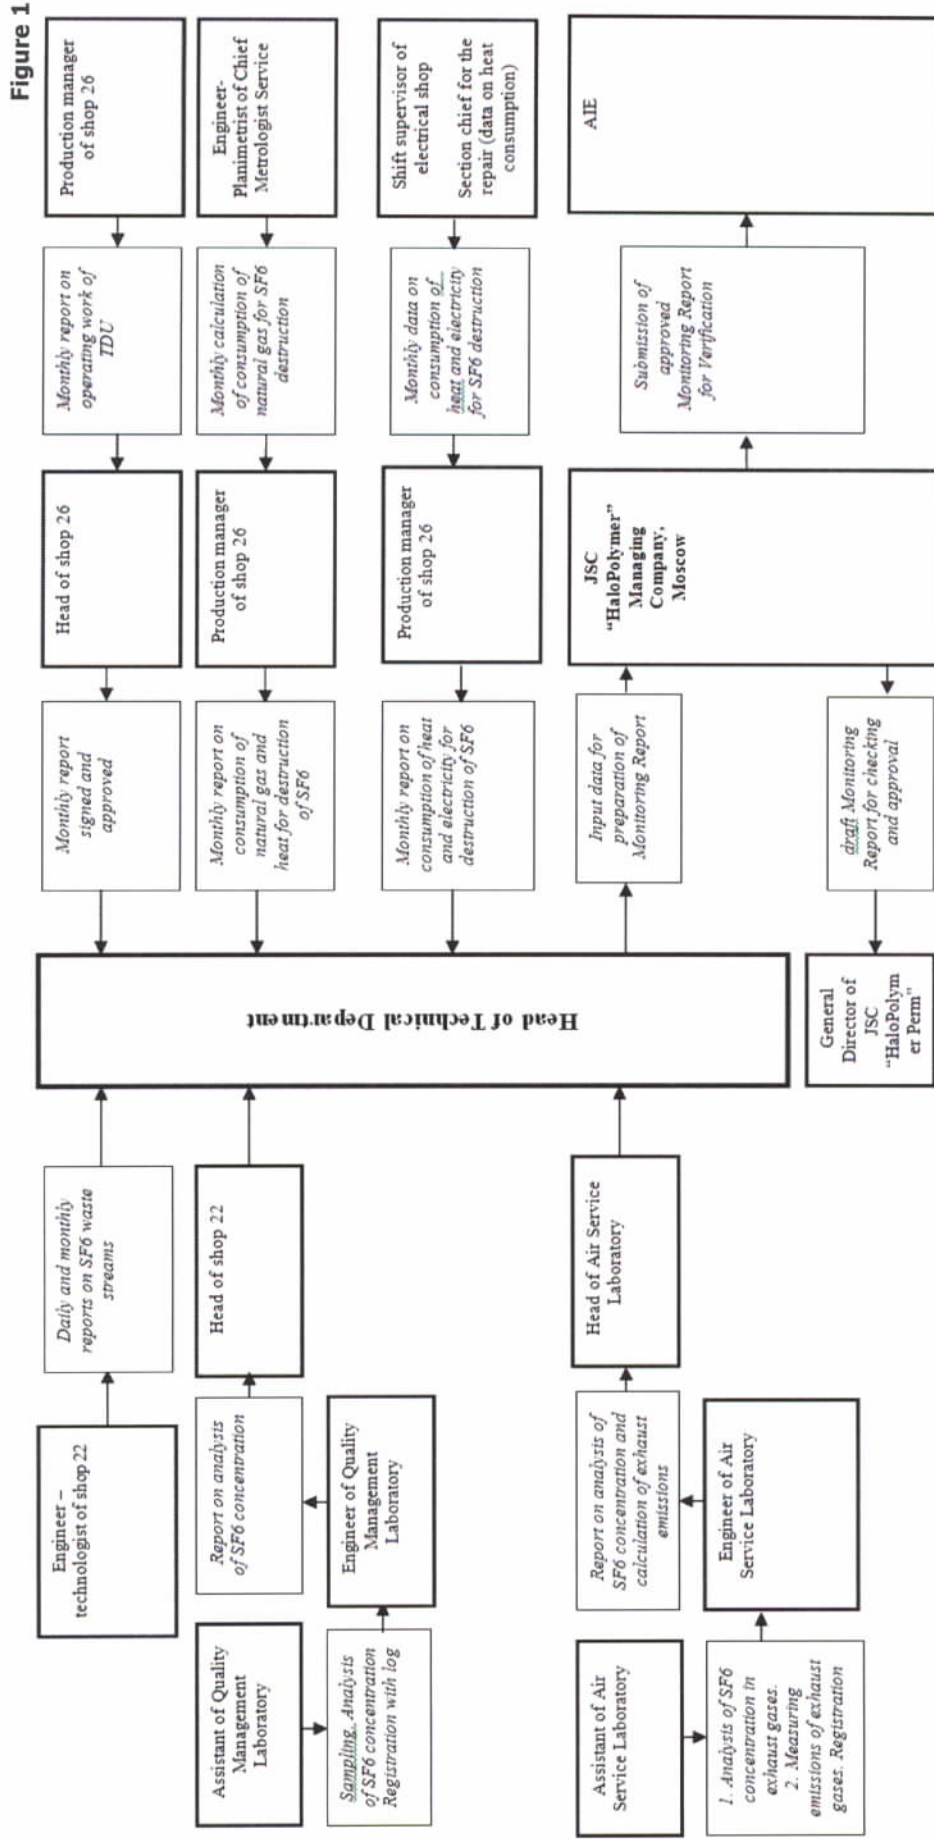 Figure 1
Engineer –
technologist of shop 22
Daily and monthly
reports on SF6 waste
streams
Assistant of Quality
Management
Laboratory
Sampling. Analysis
of SF6 concentration
Registration with log
Engineer of Quality
Management
Laboratory
Report on analysis
of SF6 concentration
Head of shop 22
Assistant of Air
Service Laboratory
1. Analysis of SF6
concentration in
exhaust gases.
2. Measuring
emissions of exhaust
gases. Registration
Engineer of Air
Service Laboratory
Report on analysis of
SF6 concentration and
calculation of exhaust
emissions
Head of Air Service
Laboratory
Head of Technical Department
Monthly report
signed and
approved
Head of shop 26
Monthly report on
operating work of
TDU
Production manager
of shop 26
Monthly report on
consumption of
natural gas and
heat for destruction
of SF6
Production manager
of shop 26
Monthly calculation
of consumption of
natural gas for SF6
destruction
Engineer-
Planimetrist of Chief
Metrologist Service
Monthly report on
consumption of heat
and electricity for
destruction of SF6
Production manager
of shop 26
Monthly data on
consumption of
heat and electricity
for SF6 destruction
Shift supervisor of
electrical shop
Section chief for the
repair (data on heat
consumption)
Input data for
preparation of
Monitoring Report
JSC
"HaloPolymer"
Managing
Company,
Moscow
Submission of
approved
Monitoring Report
for Verification
AIE
draft Monitoring
Report for checking
and approval
General
Director of
JSC
"HaloPolym
er Perm"